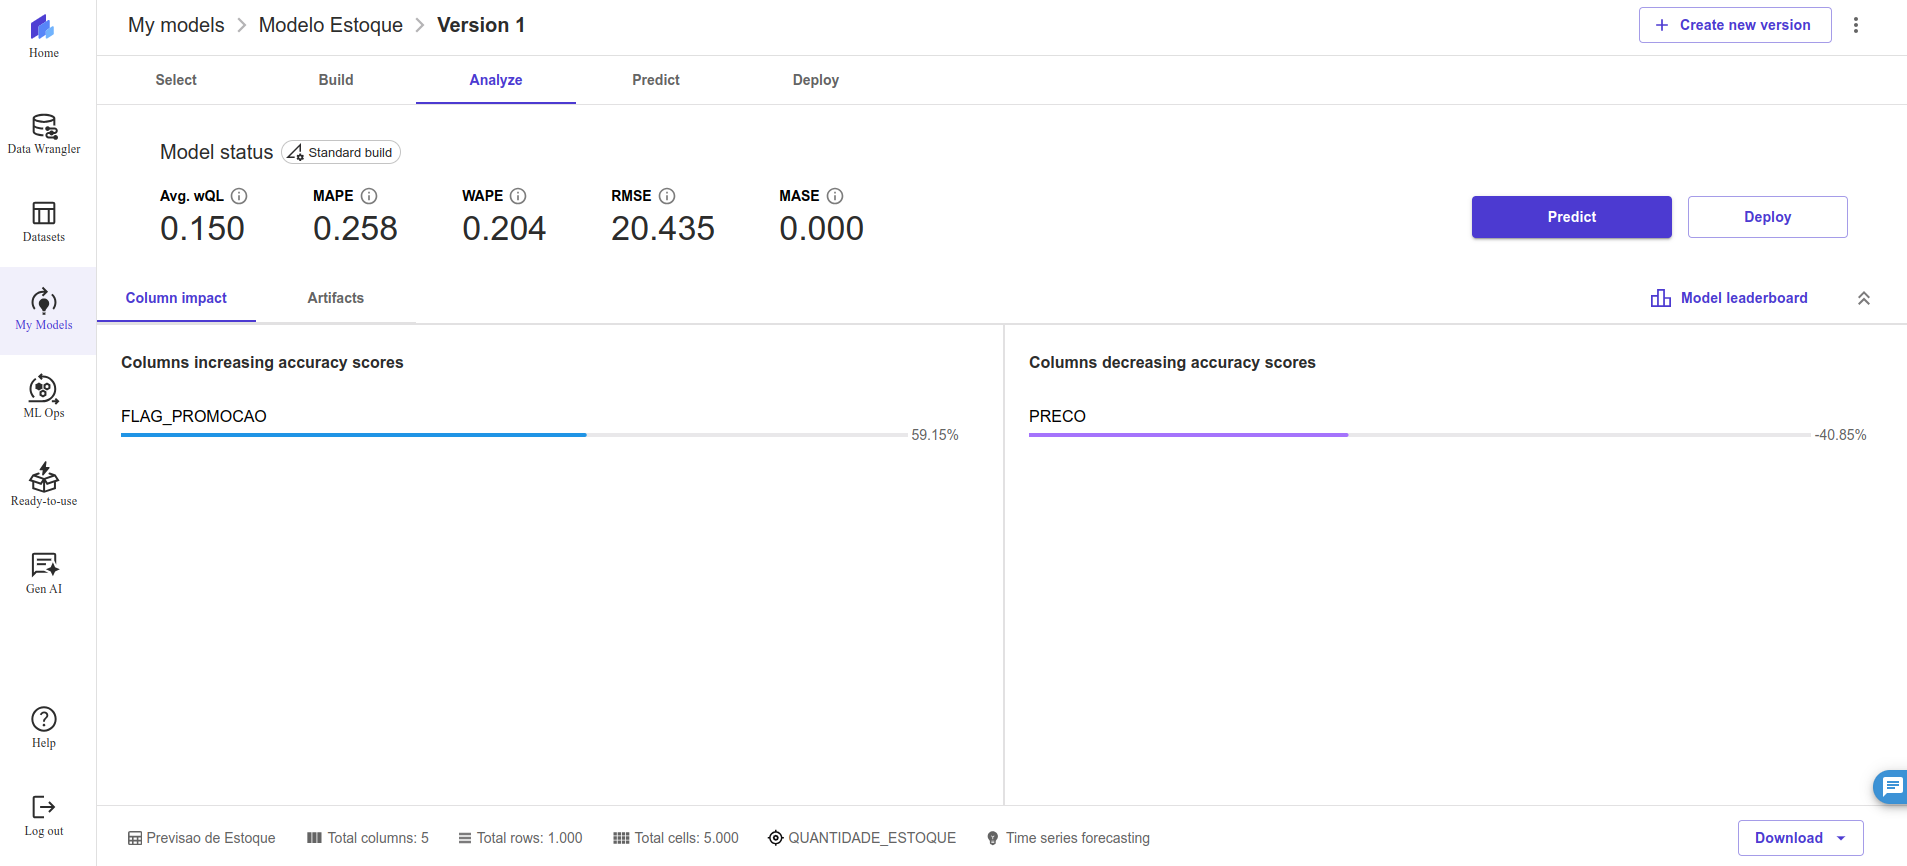 Home
Data Wrangler
Datasets
My Models
ML Ops
Ready-to-use
Gen AI
Help
Log out
My models > Modelo Estoque > Version 1
+ Create new version
Select Build Analyze Predict Deploy
Model status Standard build
Avg. wQL MAPE WAPE RMSE MASE
0.150 0.258 0.204 20.435 0.000
Predict Deploy
Column impact Artifacts Model leaderboard
Columns increasing accuracy scores
FLAG_PROMOCAO
59.15%
Columns decreasing accuracy scores
PRECO
-40.85%
Previsao de Estoque Total columns: 5 Total rows: 1.000 Total cells: 5.000 QUANTIDADE_ESTOQUE Time series forecasting
Download